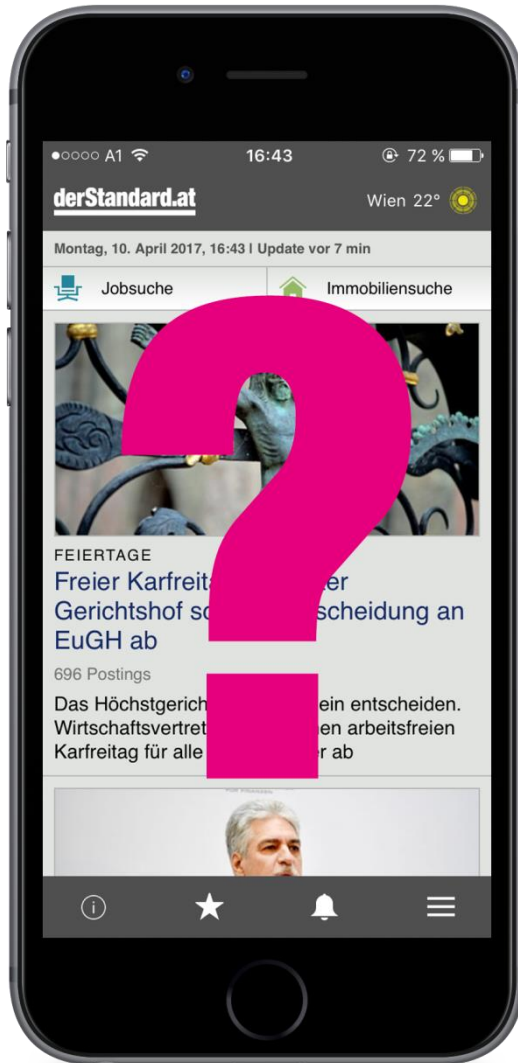 A1 16:43 72 %
derStandard.at Wien 22°
Montag, 10. April 2017, 16:43 | Update vor 7 min
Jobsuche Immobiliensuche
?
FEIERTAGE
Freier Karfreita er
Gerichtshof sc scheidung an
EuGH ab
696 Postings
Das Höchstgerich ein entscheiden.
Wirtschaftsvertret en arbeitsfreien
Karfreitag für alle r ab